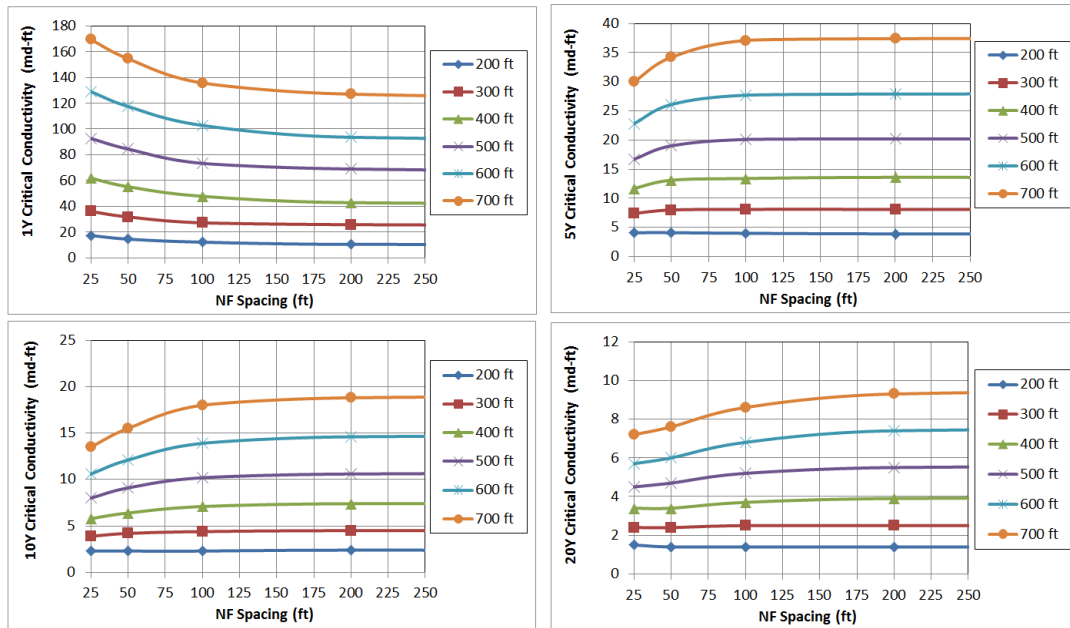 1Y Critical Conductivity (md-ft)
180
160
140
120
100
80
60
40
20
0
25 50 75 100 125 150 175 200 225 250
NF Spacing (ft)
200 ft
300 ft
400 ft
500 ft
600 ft
700 ft
5Y Critical Conductivity (md-ft)
40
35
30
25
20
15
10
5
0
25 50 75 100 125 150 175 200 225 250
NF Spacing (ft)
200 ft
300 ft
400 ft
500 ft
600 ft
700 ft
10Y Critical Conductivity (md-ft)
25
20
15
10
5
0
25 50 75 100 125 150 175 200 225 250
NF Spacing (ft)
200 ft
300 ft
400 ft
500 ft
600 ft
700 ft
20Y Critical Conductivity (md-ft)
12
10
8
6
4
2
0
25 50 75 100 125 150 175 200 225 250
NF Spacing (ft)
200 ft
300 ft
400 ft
500 ft
600 ft
700 ft